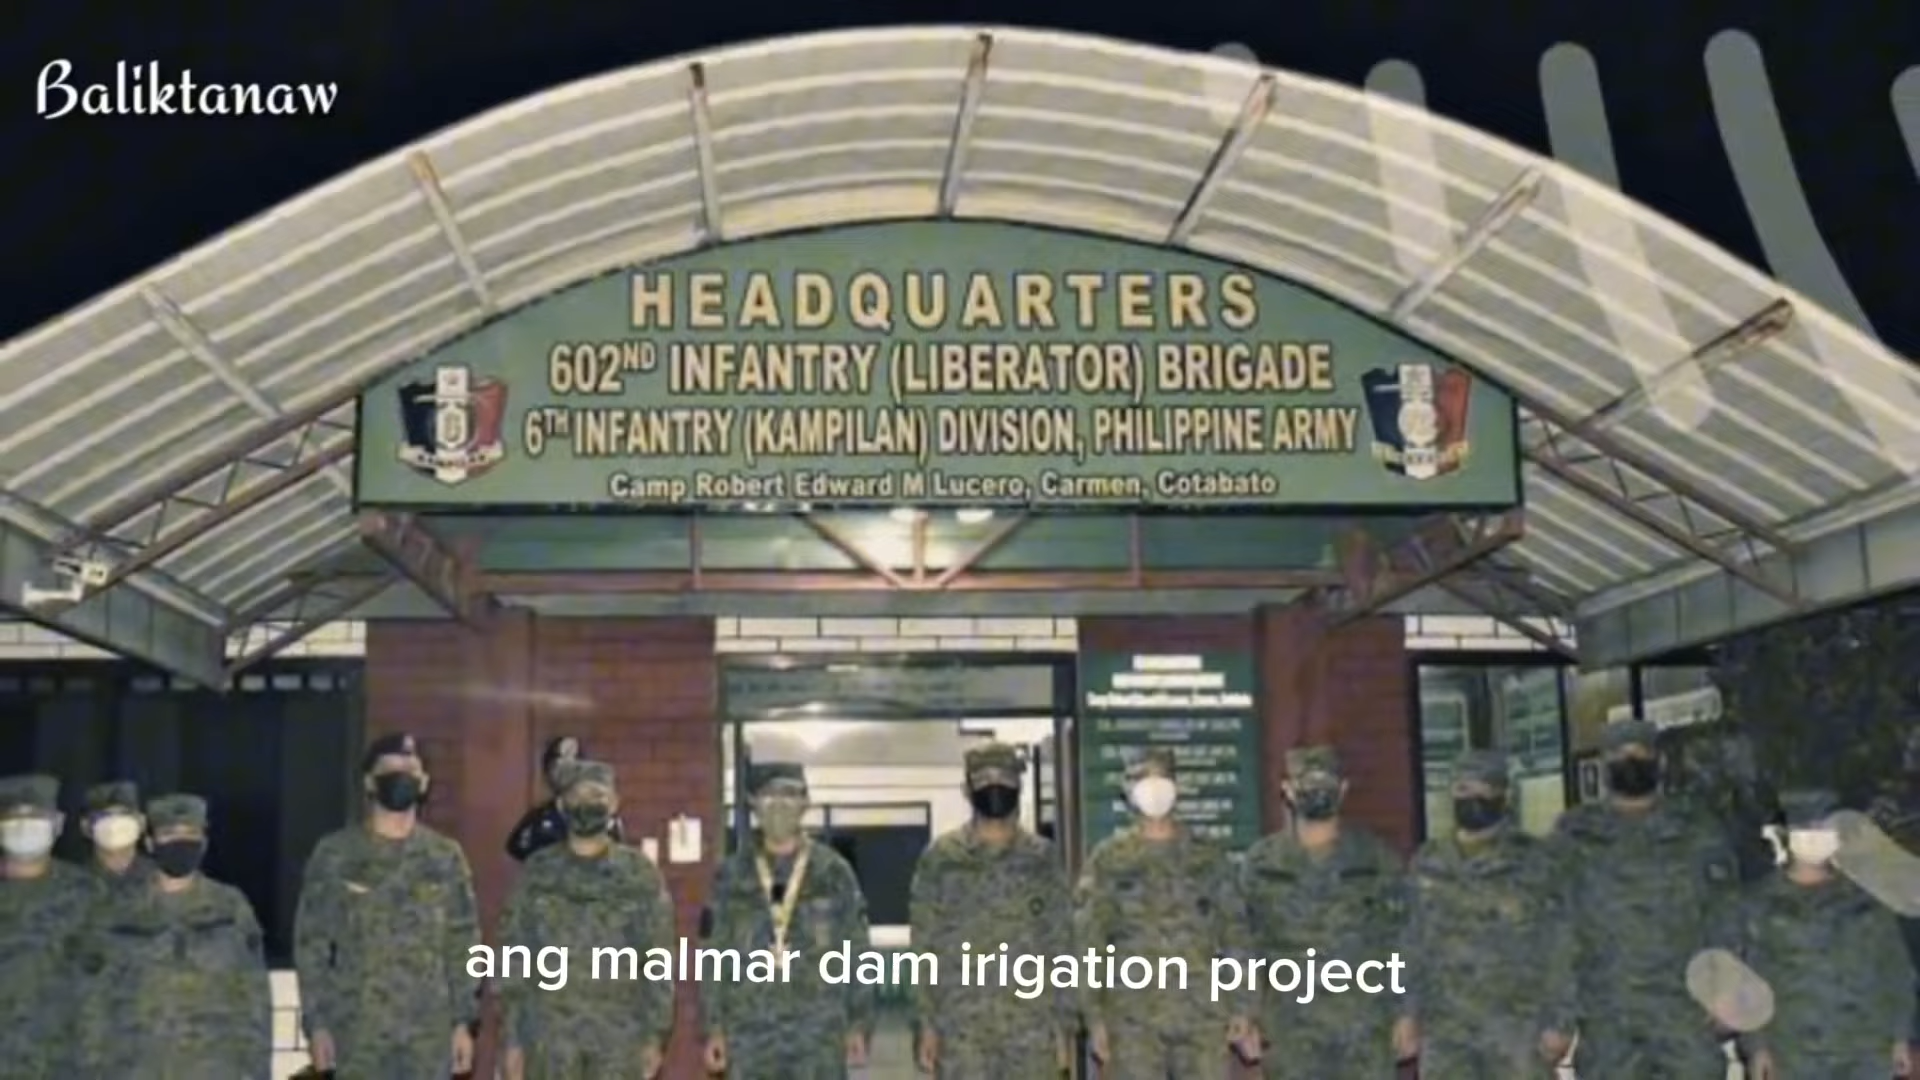 Baliktanaw
HEADQUARTERS
602ND INFANTRY (LIBERATOR) BRIGADE
6TH INFANTRY (KAMPILAN) DIVISION, PHILIPPINE ARMY
Camp Robert Edward M Lucero, Carmen, Cotabato
ang malmar dam irigation project